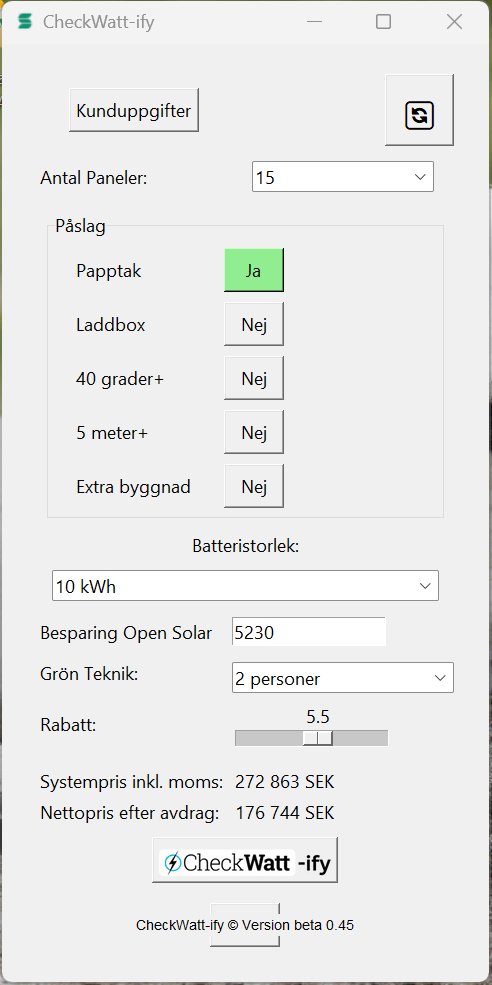 CheckWatt-ify
Kunduppgifter
Antal Paneler: 15
Påslag
Papptak Ja
Laddbox Nej
40 grader+ Nej
5 meter+ Nej
Extra byggnad Nej
Batteristorlek:
10 kWh
Besparing Open Solar 5230
Grön Teknik: 2 personer
5.5
Rabatt:
Systempris inkl. moms: 272 863 SEK
Nettopris efter avdrag: 176 744 SEK
CheckWatt -ify
CheckWatt-ify © Version beta 0.45